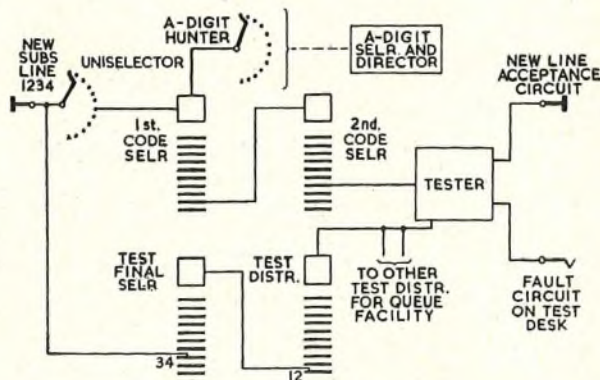 NEW
SUBS
LINE
1234
UNISELECTOR
A-DIGIT
HUNTER
A-DIGIT
SELR. AND
DIRECTOR
NEW LINE
ACCEPTANCE
CIRCUIT
1st.
CODE
SELR
2nd.
CODE
SELR
TESTER
TEST
FINAL
SELR
TEST
DISTR.
TO OTHER
TEST DISTR.
FOR QUEUE
FACILITY
FAULT
CIRCUIT
ON TEST
DESK
34
12